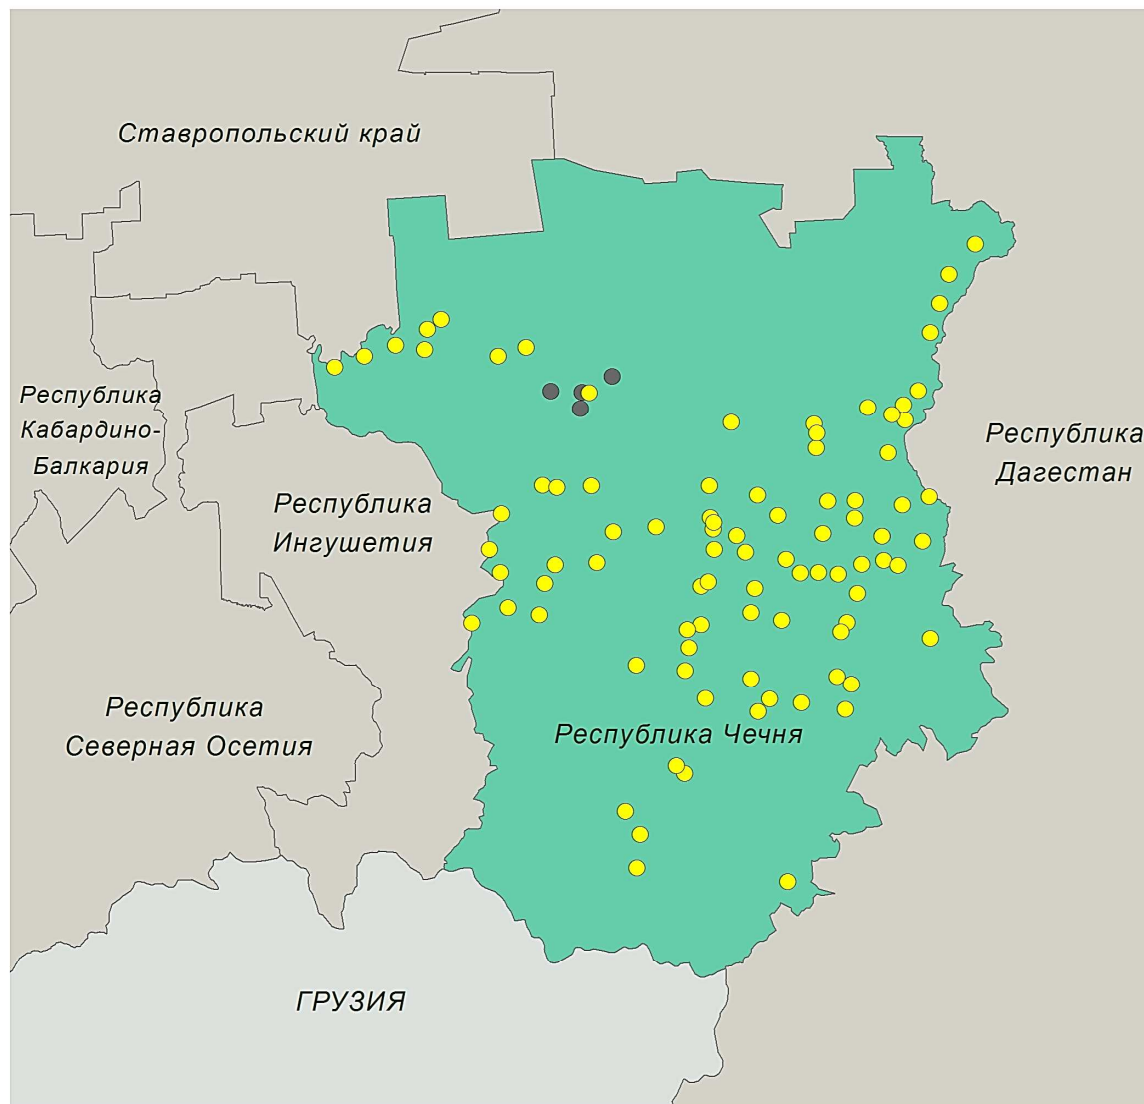 Ставропольский край
Республика
Кабардино-
Балкария
Республика
Дагестан
Республика
Ингушетия
Республика
Северная Осетия
Республика Чечня
ГРУЗИЯ